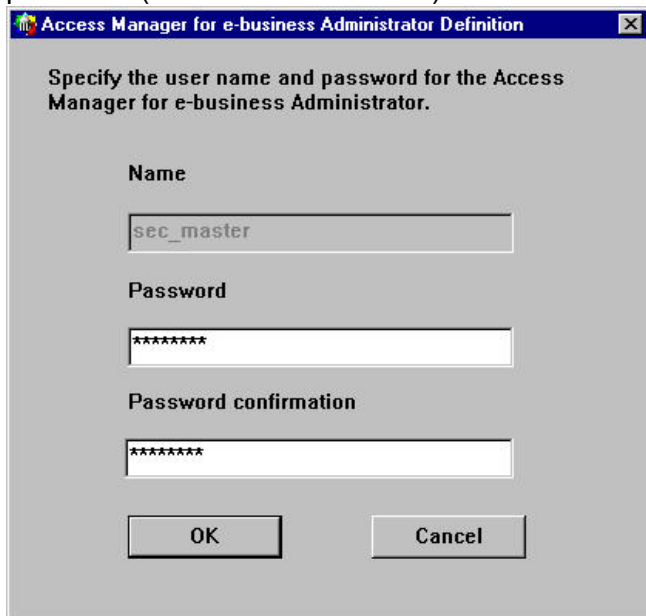 Access Manager for e-business Administrator Definition
Specify the user name and password for the Access
Manager for e-business Administrator.
Name
sec_master
Password
********
Password confirmation
********
OK Cancel